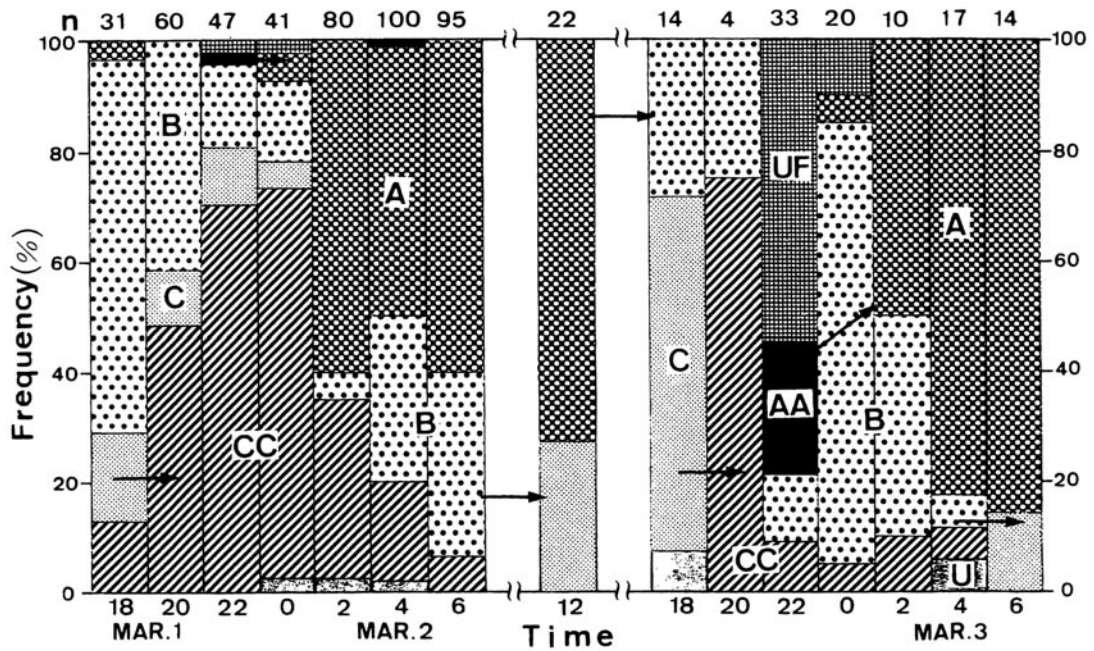 n 31 60 47 41 80 100 95 22 14 4 33 20 10 17 14
100 100
B
80 80
UF
A A
60 60
C
C
Frequency(%)
40 40
AA
B B
CC
20 20
CC U
0 0
18 20 22 0 2 4 6 12 18 20 22 0 2 4 6
MAR.1 MAR.2 Time MAR.3